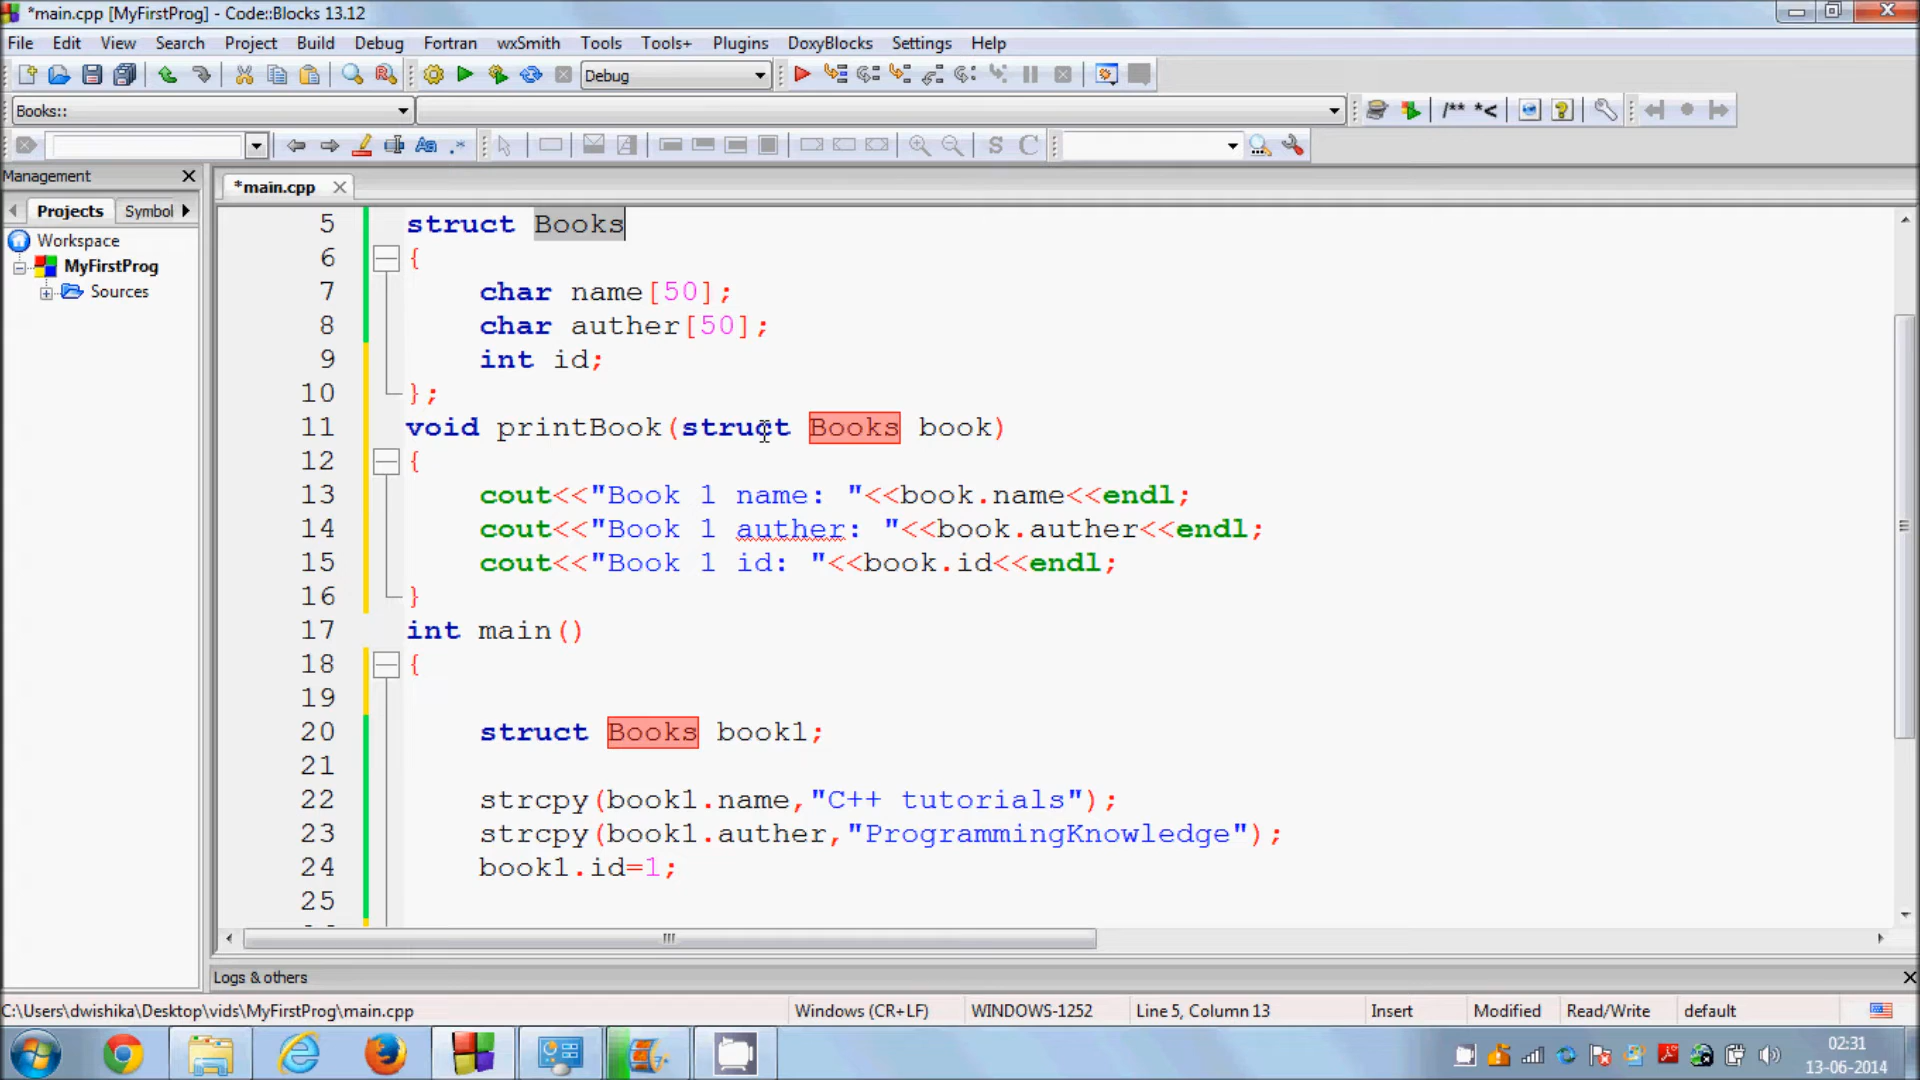 *main.cpp [MyFirstProg] - Code::Blocks 13.12
File Edit View Search Project Build Debug Fortran wxSmith Tools Tools+ Plugins DoxyBlocks Settings Help
Debug
Books::
/** *<
Aa .* S C
Management
*main.cpp
Projects Symbol
Workspace
MyFirstProg
Sources
5 struct Books
6 {
7 char name[50];
8 char auther[50];
9 int id;
10 };
11 void printBook(struct Books book)
12 {
13 cout<<"Book 1 name: "<<book.name<<endl;
14 cout<<"Book 1 auther: "<<book.auther<<endl;
15 cout<<"Book 1 id: "<<book.id<<endl;
16 }
17 int main()
18 {
19
20 struct Books book1;
21
22 strcpy(book1.name,"C++ tutorials");
23 strcpy(book1.auther,"ProgrammingKnowledge");
24 book1.id=1;
25
Logs & others
C:\Users\dwishika\Desktop\vids\MyFirstProg\main.cpp Windows (CR+LF) WINDOWS-1252 Line 5, Column 13 Insert Modified Read/Write default
02:31
13-06-2014